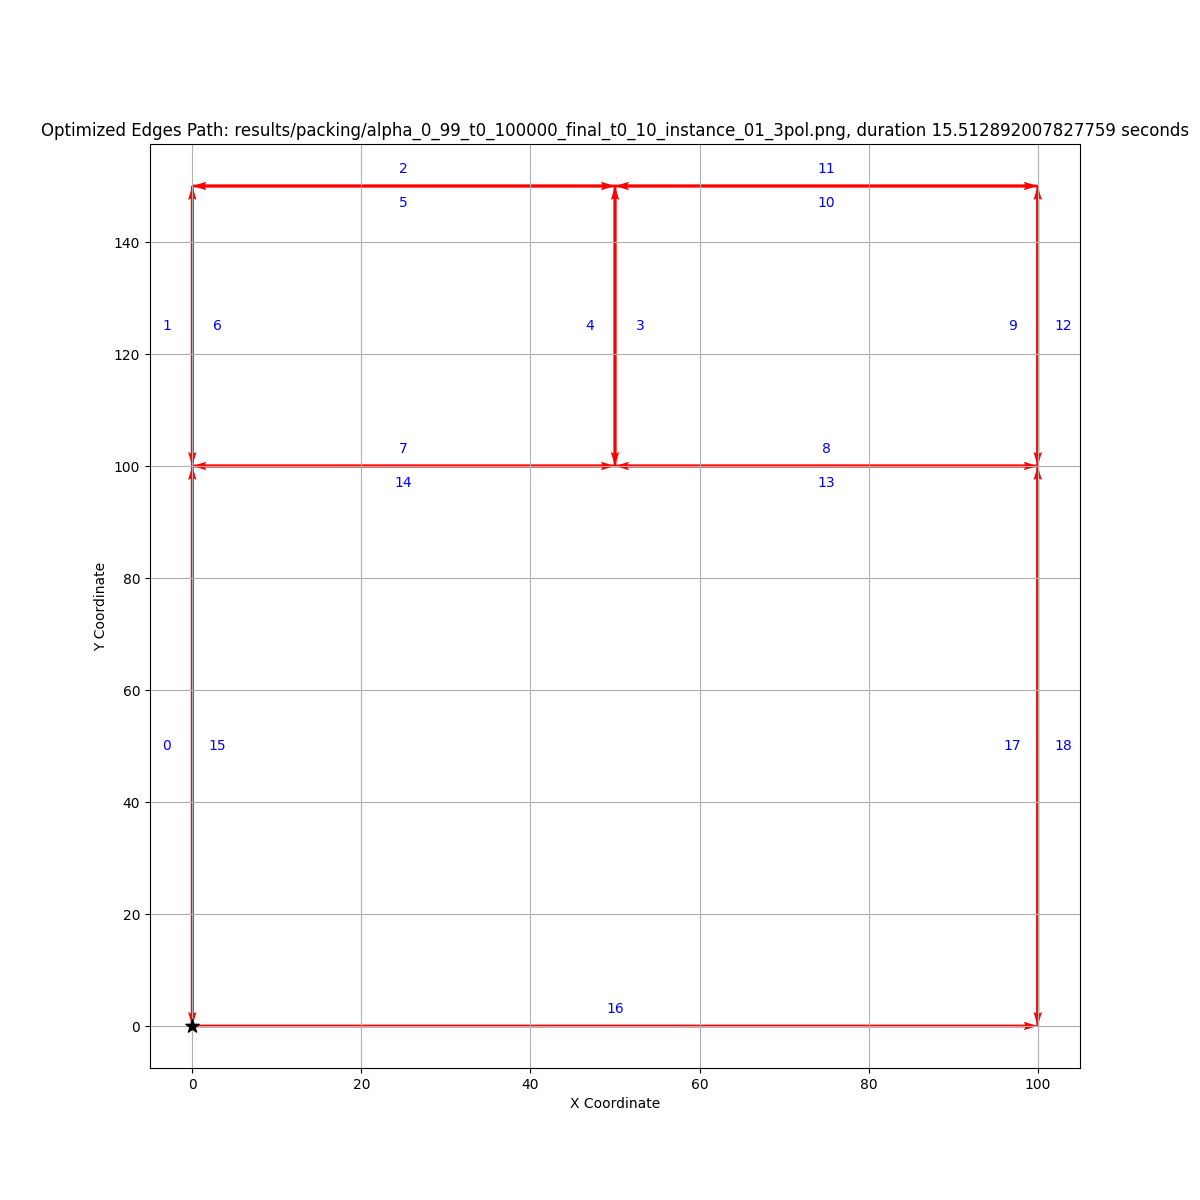 Optimized Edges Path: results/packing/alpha_0_99_t0_100000_final_t0_10_instance_01_3pol.png, duration 15.512892007827759 seconds
2 11
5 10
140
1 6 4 3 9 12
120
7 8
100
14 13
80
Y Coordinate
60
0 15 17 18
40
20
16
0
0 20 40 60 80 100
X Coordinate